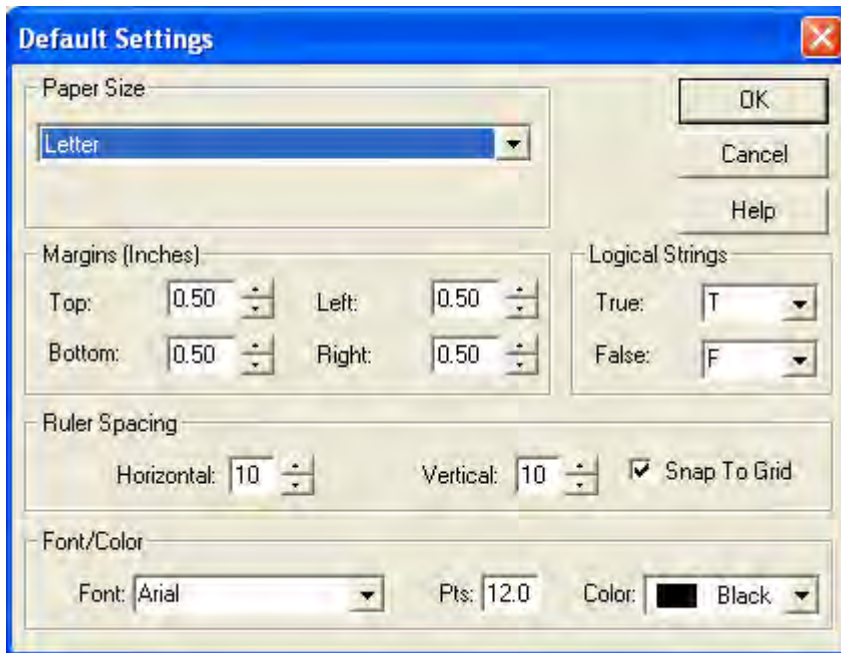 Default Settings
Paper Size
Letter
OK
Cancel
Help
Margins (Inches)
Top: 0.50 Left: 0.50
Bottom: 0.50 Right: 0.50
Logical Strings
True: T
False: F
Ruler Spacing
Horizontal: 10 Vertical: 10 Snap To Grid
Font/Color
Font: Arial Pts: 12.0 Color: Black